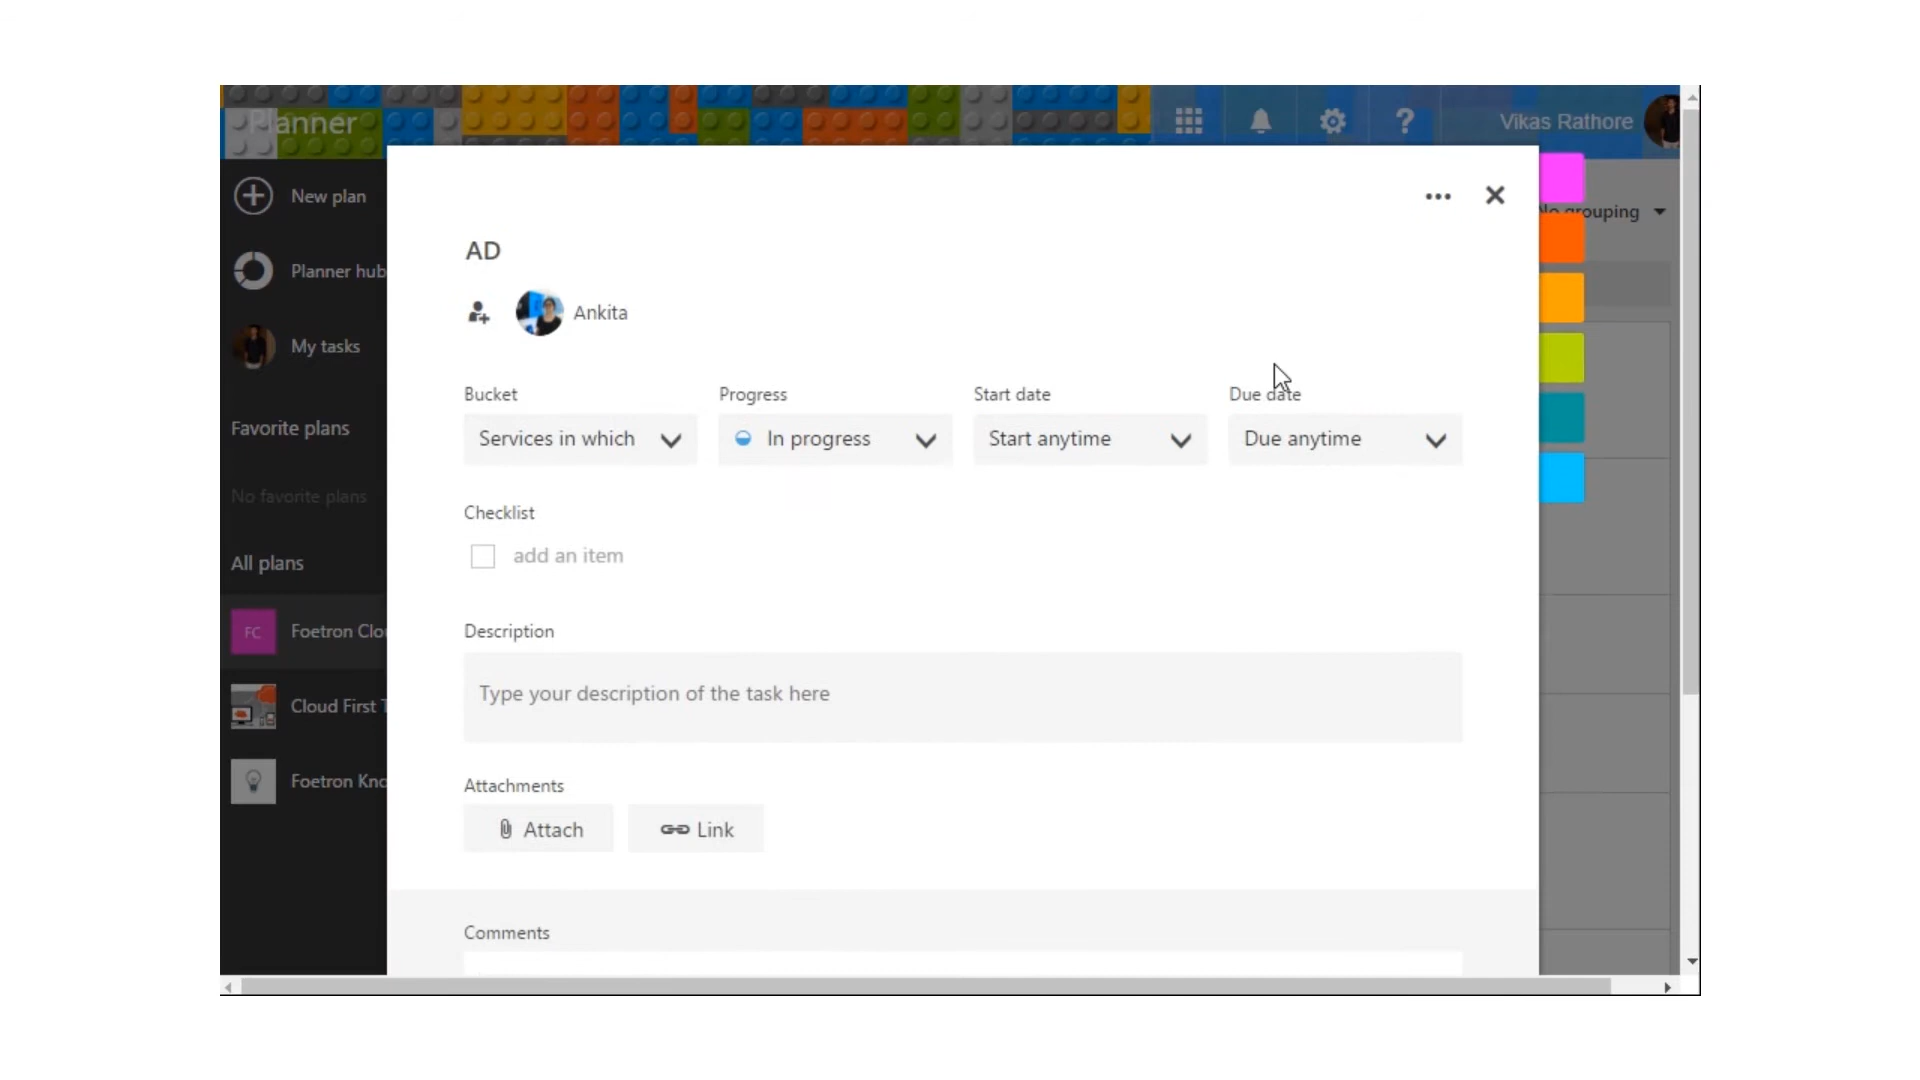 Planner
Vikas Rathore
New plan
No grouping
Planner hub
AD
Ankita
My tasks
Bucket Progress Start date Due date
Favorite plans
Services in which In progress Start anytime Due anytime
No favorite plans
Checklist
add an item
All plans
FC Foetron Clo
Description
Type your description of the task here
Cloud First T
Foetron Kno
Attachments
Attach Link
Comments